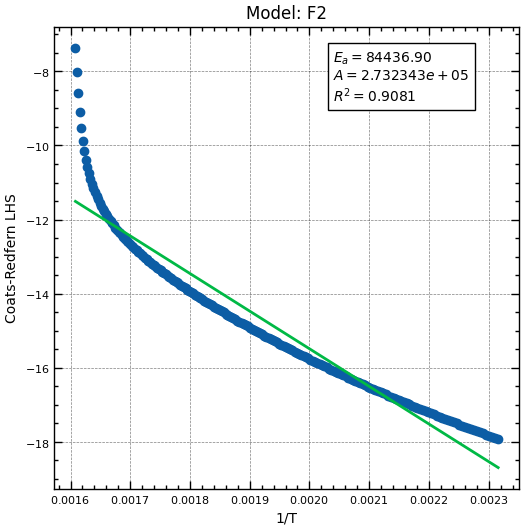 Model: F2
E_a = 84436.90
A = 2.732343e + 05
R² = 0.9081
Coats-Redfern LHS
−8
−10
−12
−14
−16
−18
0.0016 0.0017 0.0018 0.0019 0.0020 0.0021 0.0022 0.0023
1/T